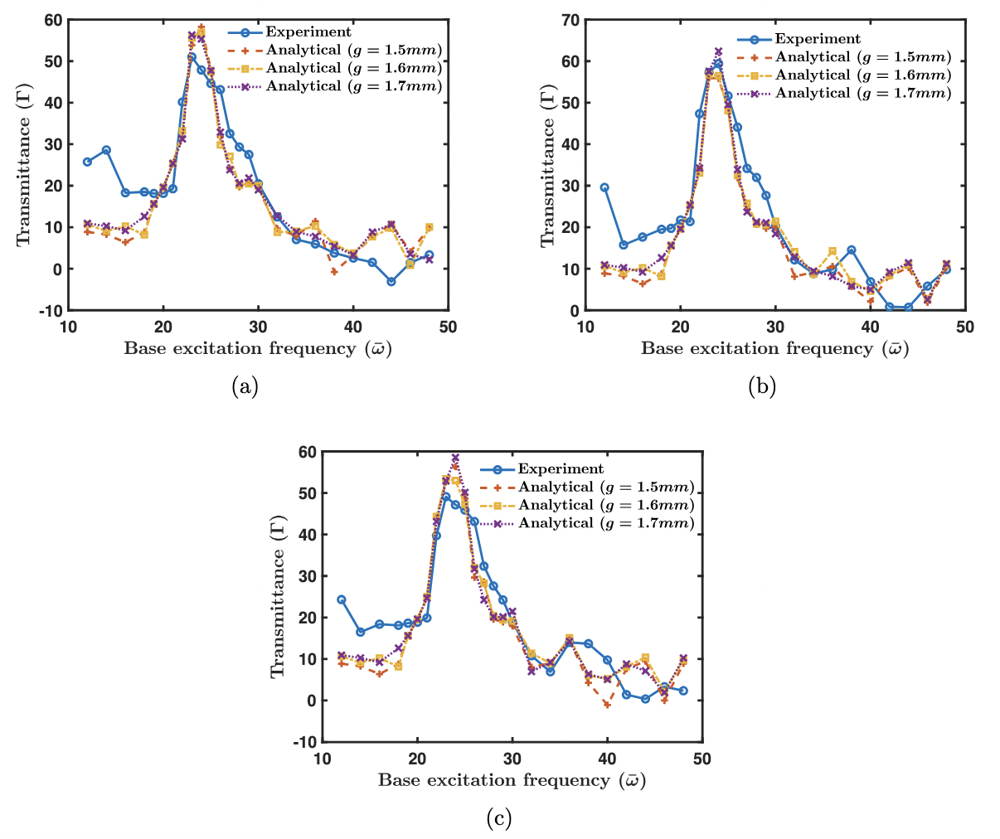 60
50
40
30
20
10
0
-10
Transmittance (Γ)
10 20 30 40 50
Base excitation frequency (ω̄)
Experiment
Analytical (g = 1.5mm)
Analytical (g = 1.6mm)
Analytical (g = 1.7mm)
(a)
70
60
50
40
30
20
10
0
Transmittance (Γ)
10 20 30 40 50
Base excitation frequency (ω̄)
Experiment
Analytical (g = 1.5mm)
Analytical (g = 1.6mm)
Analytical (g = 1.7mm)
(b)
60
50
40
30
20
10
0
-10
Transmittance (Γ)
10 20 30 40 50
Base excitation frequency (ω̄)
Experiment
Analytical (g = 1.5mm)
Analytical (g = 1.6mm)
Analytical (g = 1.7mm)
(c)